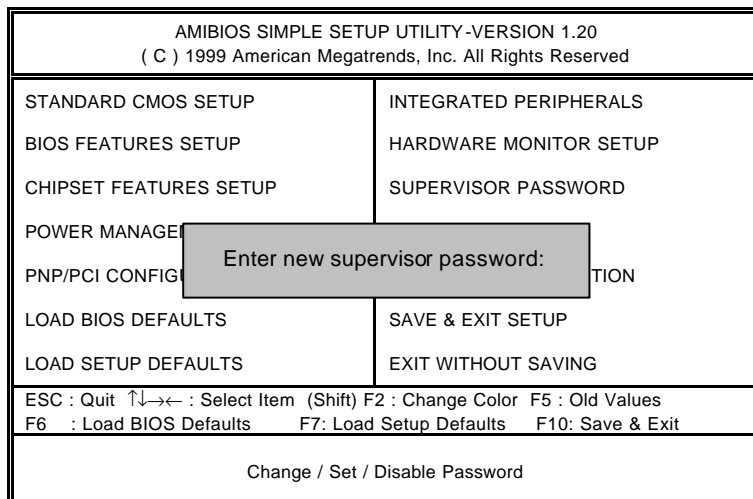 AMIBIOS SIMPLE SETUP UTILITY-VERSION 1.20
( C ) 1999 American Megatrends, Inc. All Rights Reserved
STANDARD CMOS SETUP
INTEGRATED PERIPHERALS
BIOS FEATURES SETUP
HARDWARE MONITOR SETUP
CHIPSET FEATURES SETUP
SUPERVISOR PASSWORD
POWER
Enter new supervisor password:
PNP/PCI
LOAD BIOS DEFAULTS
SAVE & EXIT SETUP
LOAD SETUP DEFAULTS
EXIT WITHOUT SAVING
ESC : Quit ↑↓→← : Select Item (Shift) F2 : Change Color F5 : Old Values
F6 : Load BIOS Defaults F7: Load Setup Defaults F10: Save & Exit
Change / Set / Disable Password